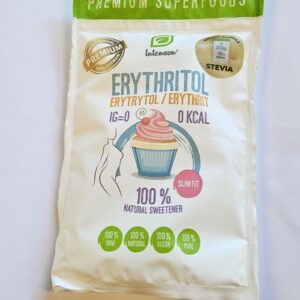 PREMIUM SUPERFOODS
PREMIUM
Intenson
STEVIA
ERYTHRITOL
ERYTRYTOL / ERYTHRIT
IG=0
0 KCAL
SLIM FIT
100%
NATURAL SWEETENER
100% RAW
100% NATURAL
100% VEGAN
100% PURE